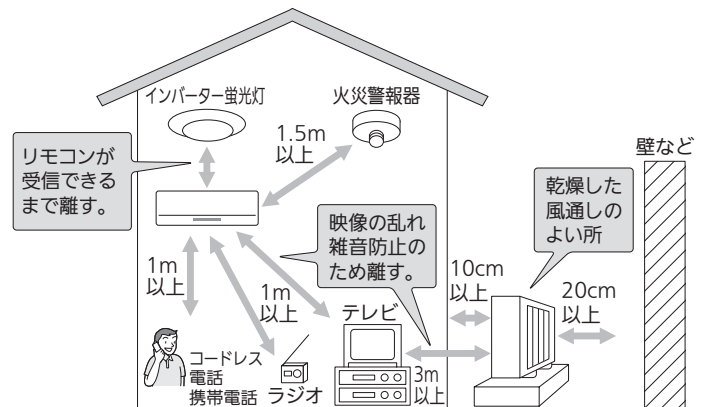 インバーター蛍光灯
火災警報器
1.5m
以上
リモコンが
受信できる
まで離す。
壁など
乾燥した
風通しの
よい所
映像の乱れ
雑音防止の
ため離す。
1m
以上
1m
以上
10cm
以上
20cm
以上
テレビ
コードレス
電話
携帯電話
ラジオ
3m
以上